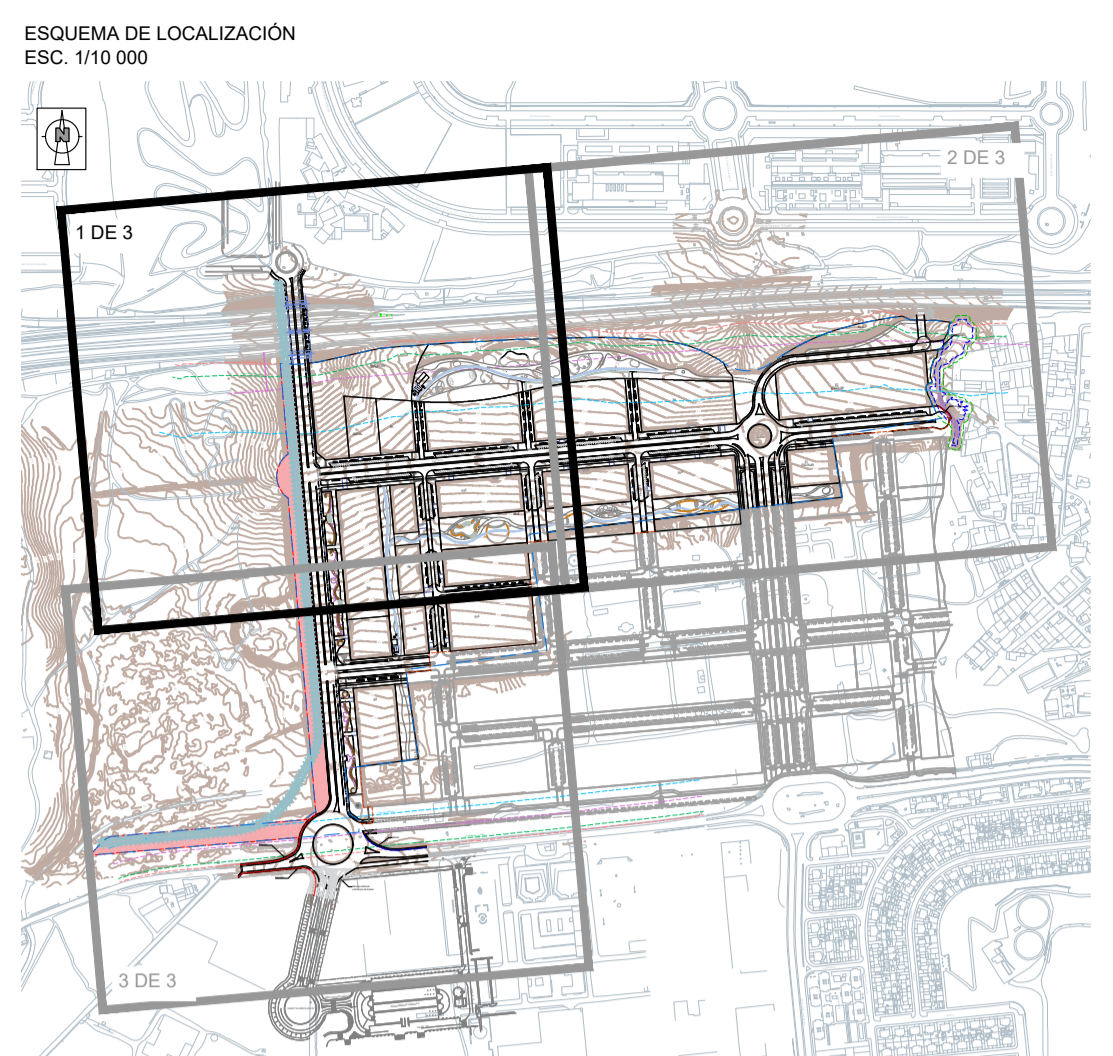 ESQUEMA DE LOCALIZACIÓN
ESC. 1/10 000
N
2 DE 3
1 DE 3
3 DE 3